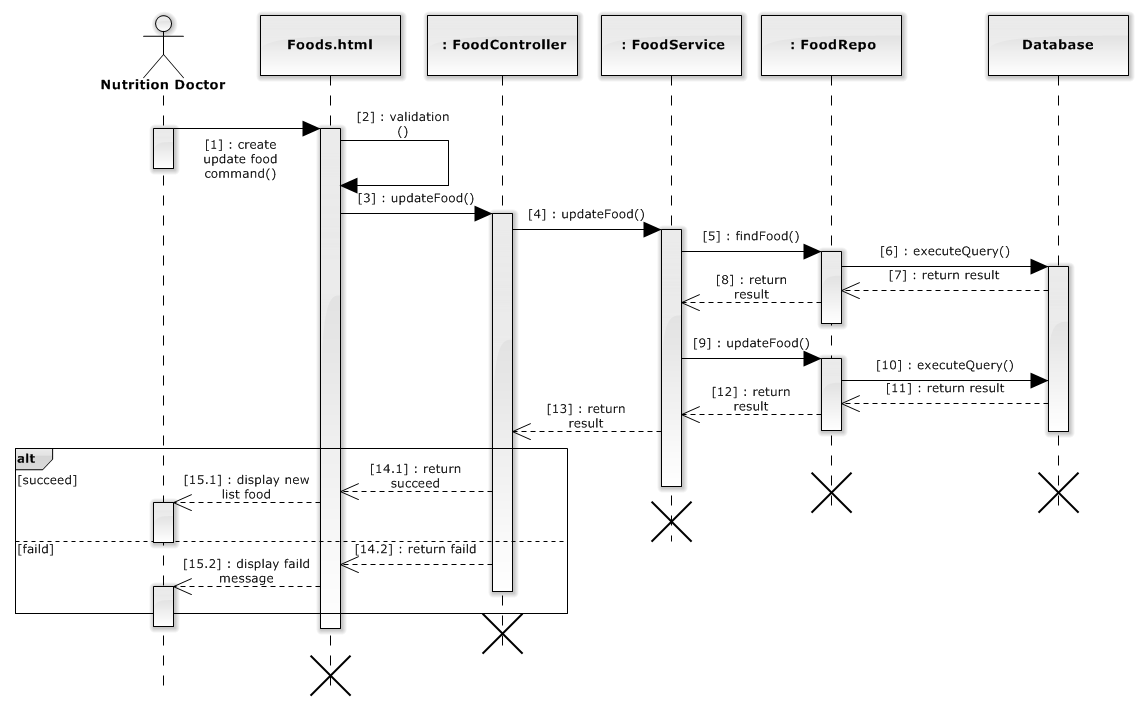 Nutrition Doctor
Foods.html
: FoodController
: FoodService
: FoodRepo
Database
[1] : create
update food
command()
[2] : validation
()
[3] : updateFood()
[4] : updateFood()
[5] : findFood()
[6] : executeQuery()
[7] : return result
[8] : return
result
[9] : updateFood()
[10] : executeQuery()
[11] : return result
[12] : return
result
[13] : return
result
alt
[succeed]
[14.1] : return
succeed
[15.1] : display new
list food
[faild]
[14.2] : return faild
[15.2] : display faild
message